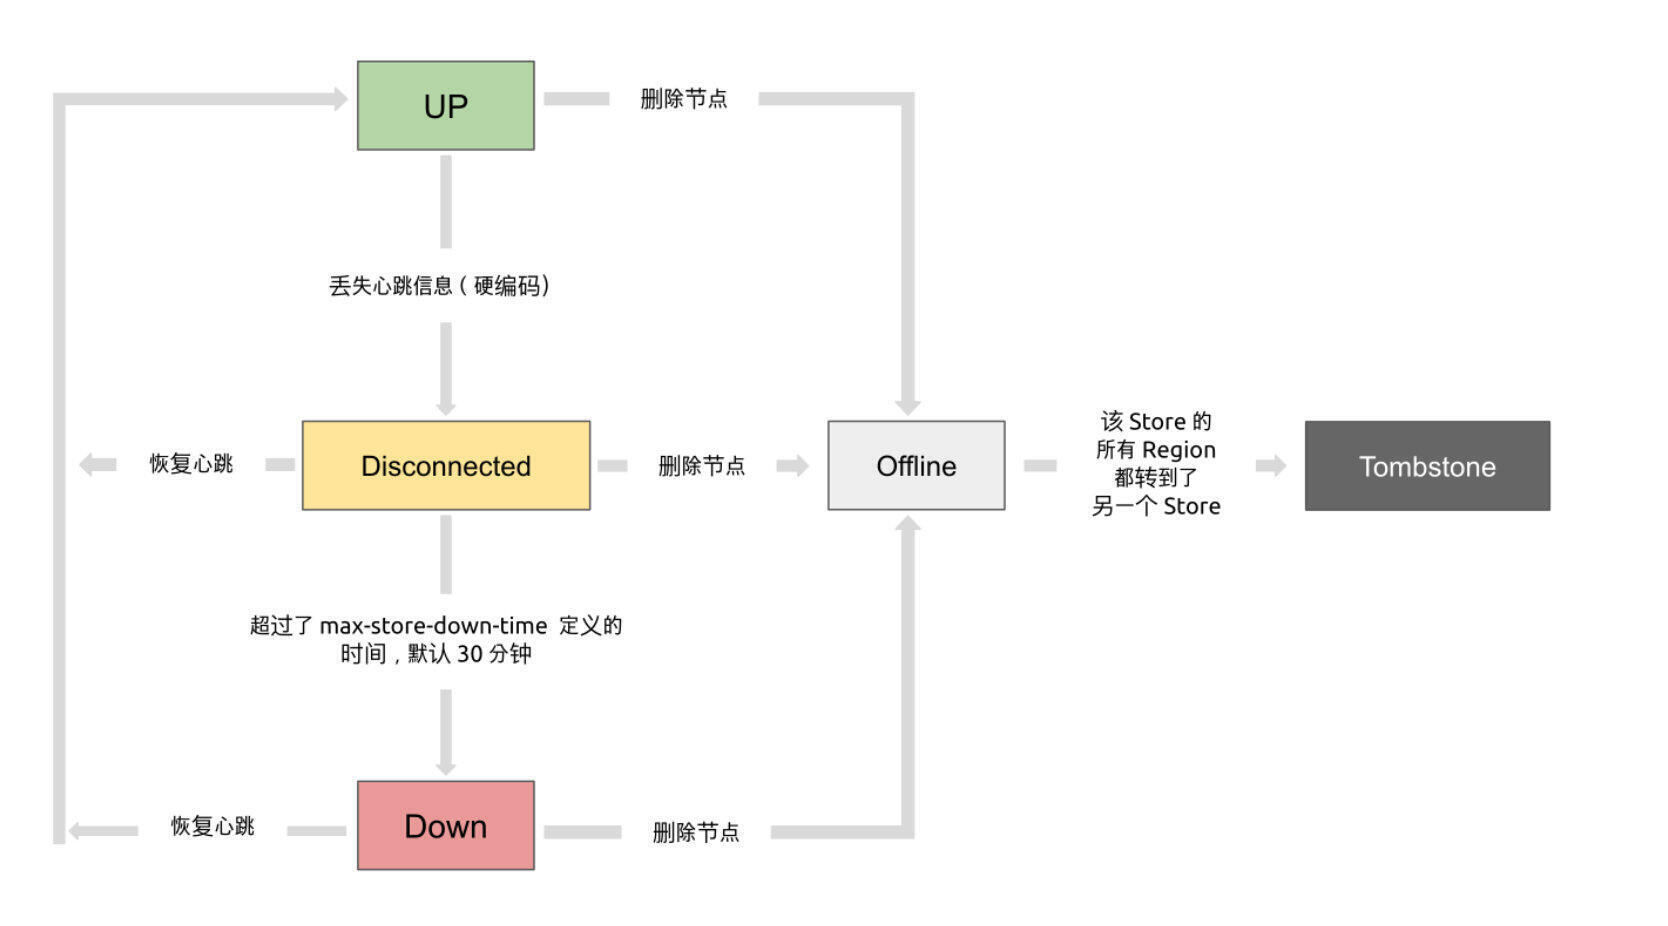 UP
删除节点
丢失心跳信息（硬编码）
恢复心跳
Disconnected
删除节点
Offline
该 Store 的
所有 Region
都转到了
另一个 Store
Tombstone
超过了 max-store-down-time 定义的
时间，默认 30 分钟
恢复心跳
Down
删除节点